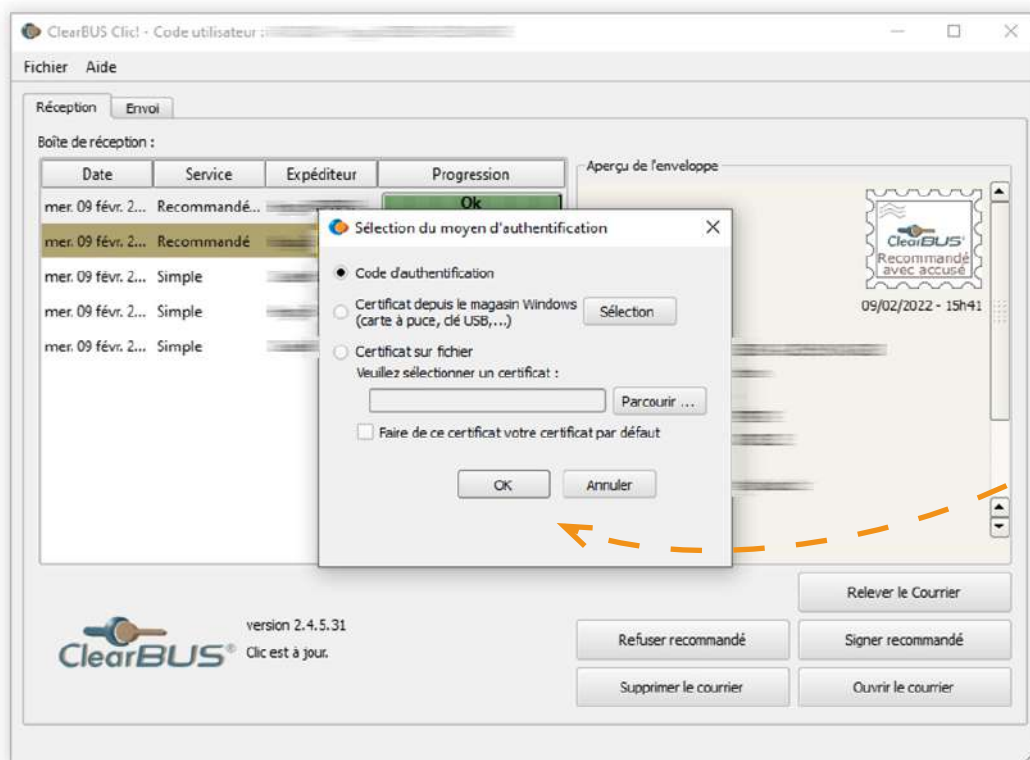 ClearBUS Clic! - Code utilisateur :
Fichier Aide
Réception Envoi
Boîte de réception :
Date Service Expéditeur Progression
mer. 09 févr. 2... Recommandé... Ok
mer. 09 févr. 2... Recommandé
mer. 09 févr. 2... Simple
mer. 09 févr. 2... Simple
mer. 09 févr. 2... Simple
Aperçu de l'enveloppe
ClearBUS
Recommandé
avec accusé
09/02/2022 - 15h41
Sélection du moyen d'authentification
Code d'authentification
Certificat depuis le magasin Windows
(carte à puce, clé USB,...)
Sélection
Certificat sur fichier
Veuillez sélectionner un certificat :
Parcourir ...
Faire de ce certificat votre certificat par défaut
OK Annuler
Relever le Courrier
ClearBUS®
version 2.4.5.31
Clic est à jour.
Refuser recommandé Signer recommandé
Supprimer le courrier Ouvrir le courrier